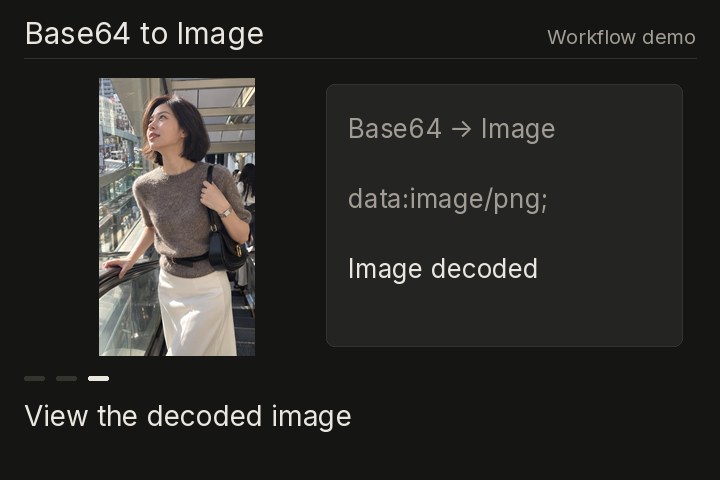 Base64 to Image
Workflow demo
Base64 → Image
data:image/png;
Image decoded
View the decoded image